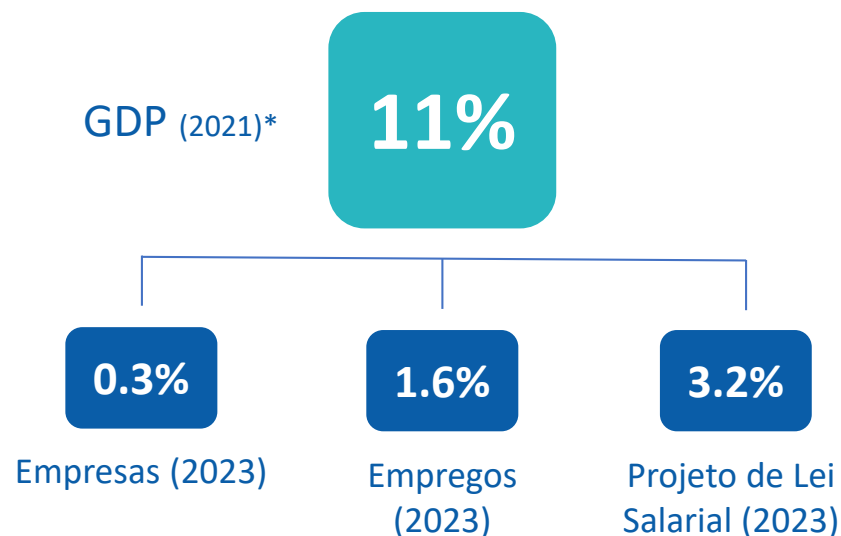 11%
GDP (2021)*
0.3%
1.6%
3.2%
Empresas (2023)
Empregos
(2023)
Projeto de Lei
Salarial (2023)